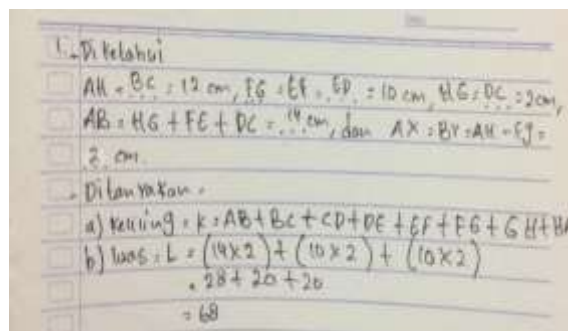 1. Diketahui
AH = BC = 12 cm, FG = EF = ED = 10 cm, HG = DC = 2cm,
AB = HG + FE + DC = 14 cm, dan AX = BY = AH - FG =
2 cm.
- Ditanyakan =
a) Keliling = K = AB + BC + CD + DE + EF + FG + GH + HA
b) luas = L = (14 x 2) + (10 x 2) + (10 x 2)
= 28 + 20 + 20
= 68